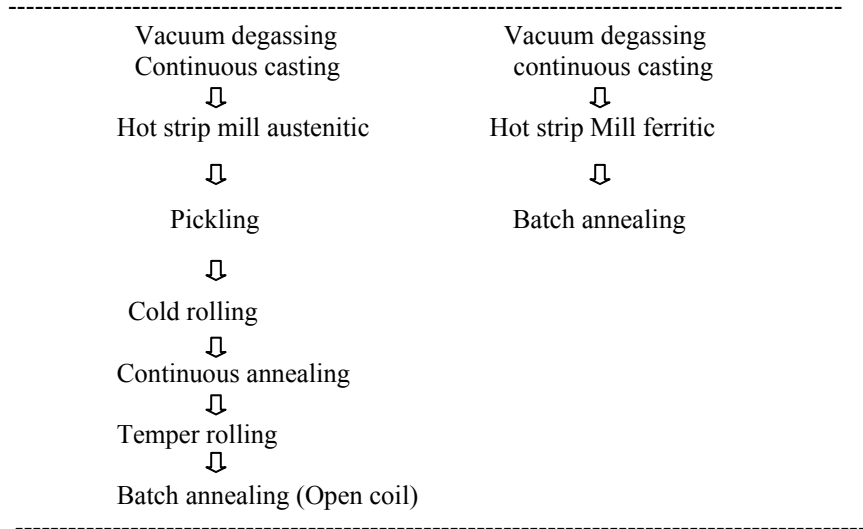 Vacuum degassing Vacuum degassing
Continuous casting continuous casting
⇩ ⇩
Hot strip mill austenitic Hot strip Mill ferritic
⇩ ⇩
Pickling Batch annealing
⇩
Cold rolling
⇩
Continuous annealing
⇩
Temper rolling
⇩
Batch annealing (Open coil)